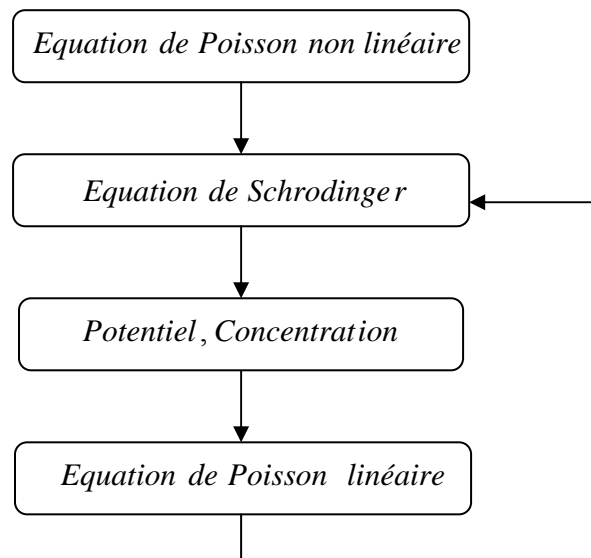 Equation de Poisson non linéaire
Equation de Schrodinger
Potentiel, Concentration
Equation de Poisson linéaire